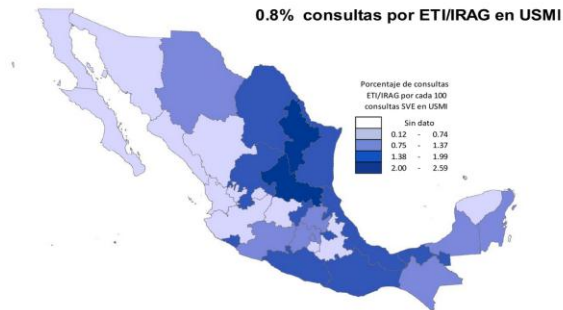 0.8% consultas por ETI/IRAG en USMI
Porcentaje de consultas
ETI/IRAG por cada 100
consultas SVE en USMI
Sin dato
0.12 - 0.74
0.75 - 1.37
1.38 - 1.99
2.00 - 2.59